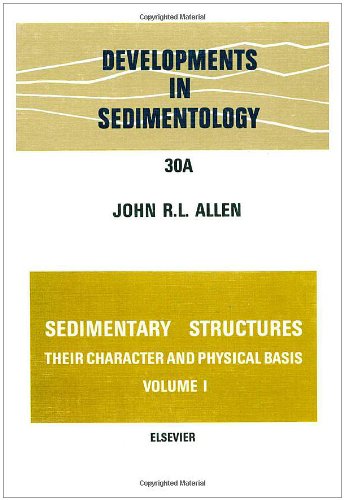 Copyrighted Material
DEVELOPMENTS
IN
SEDIMENTOLOGY
30A
JOHN R.L. ALLEN
SEDIMENTARY STRUCTURES
THEIR CHARACTER AND PHYSICAL BASIS
VOLUME I
ELSEVIER
Copyrighted Material